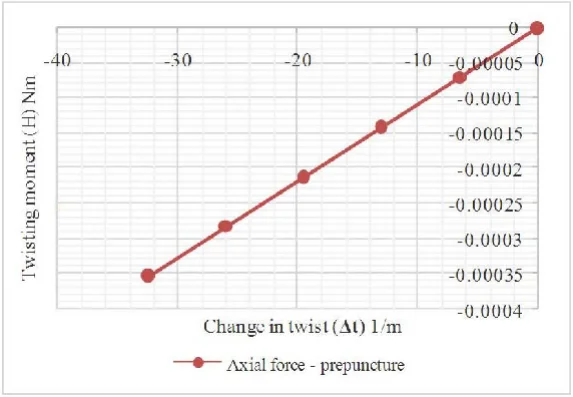 0
-40 -30 -20 -10 0
-0.00005
-0.0001
-0.00015
-0.0002
-0.00025
-0.0003
-0.00035
-0.0004
Twisting moment (H) Nm
Change in twist (Δt) 1/m
Axial force - prepuncture